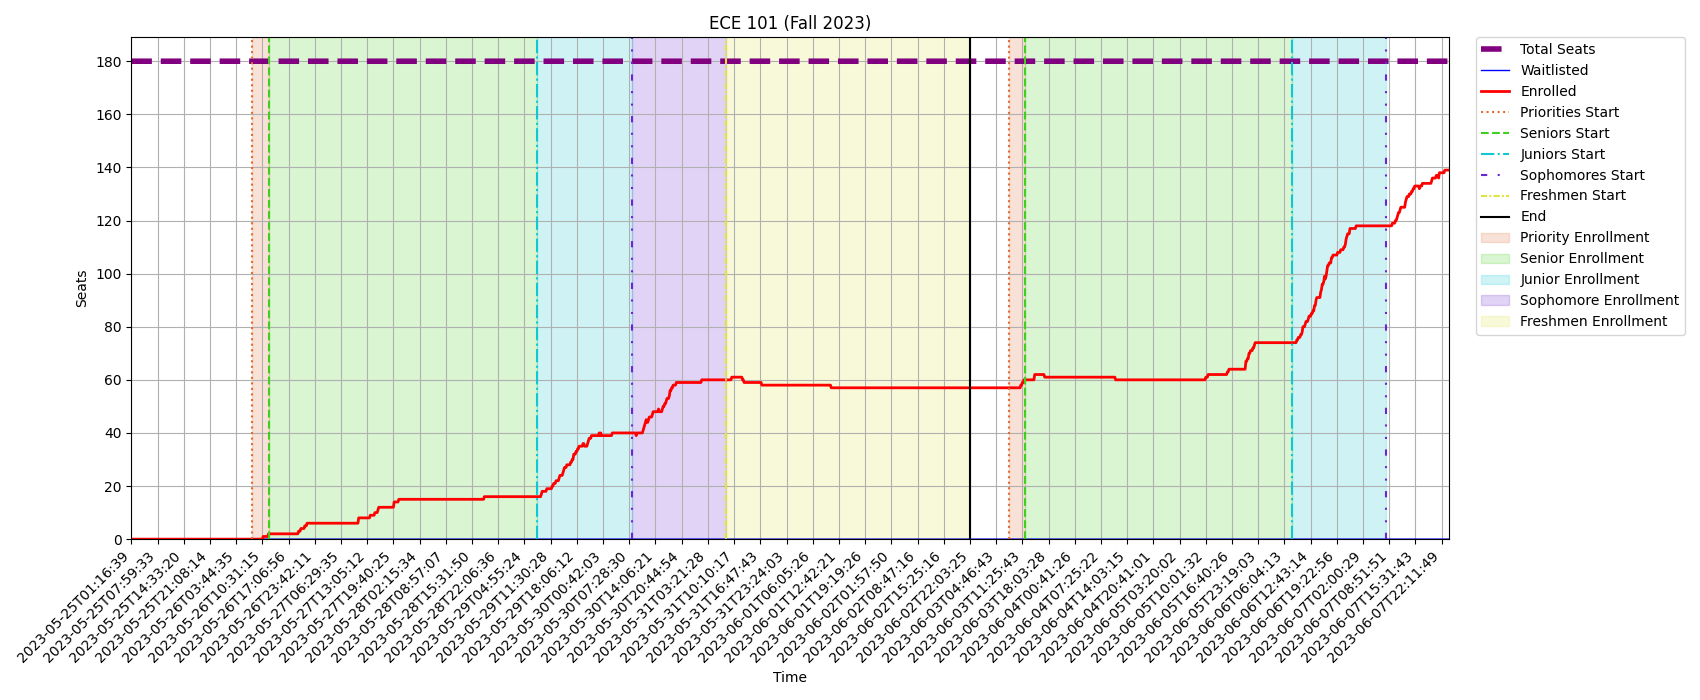 ECE 101 (Fall 2023)
180
160
140
120
100
80
60
40
20
0
Seats
2023-05-25T01:16:39
2023-05-25T07:59:33
2023-05-25T14:33:20
2023-05-25T21:08:14
2023-05-26T03:44:35
2023-05-26T10:31:15
2023-05-26T17:06:56
2023-05-26T23:42:11
2023-05-27T06:29:35
2023-05-27T13:05:12
2023-05-27T19:40:25
2023-05-28T02:15:34
2023-05-28T08:57:07
2023-05-28T15:31:50
2023-05-28T22:06:36
2023-05-29T04:55:24
2023-05-29T11:30:28
2023-05-29T18:06:12
2023-05-30T00:42:03
2023-05-30T07:28:30
2023-05-30T14:06:21
2023-05-30T20:44:54
2023-05-31T03:21:28
2023-05-31T10:10:17
2023-05-31T16:47:43
2023-05-31T23:24:03
2023-06-01T06:05:26
2023-06-01T12:42:21
2023-06-01T19:19:26
2023-06-02T01:57:50
2023-06-02T08:47:16
2023-06-02T15:25:16
2023-06-02T22:03:25
2023-06-03T04:46:43
2023-06-03T11:25:43
2023-06-03T18:03:28
2023-06-04T00:41:26
2023-06-04T07:25:22
2023-06-04T14:03:15
2023-06-04T20:41:01
2023-06-05T03:20:02
2023-06-05T10:01:32
2023-06-05T16:40:26
2023-06-05T23:19:03
2023-06-06T06:04:13
2023-06-06T12:43:14
2023-06-06T19:22:56
2023-06-07T02:00:29
2023-06-07T08:51:51
2023-06-07T15:31:43
2023-06-07T22:11:49
Time
Total Seats
Waitlisted
Enrolled
Priorities Start
Seniors Start
Juniors Start
Sophomores Start
Freshmen Start
End
Priority Enrollment
Senior Enrollment
Junior Enrollment
Sophomore Enrollment
Freshmen Enrollment